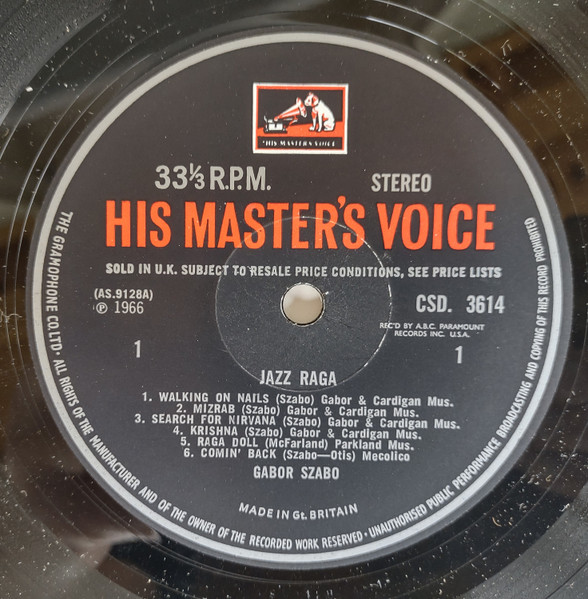 "HIS MASTER'S VOICE"
33⅓ R.P.M.
STEREO
HIS MASTER'S VOICE
SOLD IN U.K. SUBJECT TO RESALE PRICE CONDITIONS, SEE PRICE LISTS
(AS.9128A)
℗ 1966
CSD. 3614
REC'D BY A.B.C. PARAMOUNT
RECORDS INC. U.S.A.
1
1
JAZZ RAGA
1. WALKING ON NAILS (Szabo) Gabor & Cardigan Mus.
2. MIZRAB (Szabo) Gabor & Cardigan Mus.
3. SEARCH FOR NIRVANA (Szabo) Gabor & Cardigan Mus.
4. KRISHNA (Szabo) Gabor & Cardigan Mus.
5. RAGA DOLL (McFarland) Parkland Mus.
6. COMIN' BACK (Szabo—Otis) Mecolico
GABOR SZABO
MADE IN Gt. BRITAIN
THE GRAMOPHONE CO. LTD · ALL RIGHTS OF THE MANUFACTURER AND OF THE OWNER OF THE RECORDED WORK RESERVED · UNAUTHORISED PUBLIC PERFORMANCE BROADCASTING AND COPYING OF THIS RECORD PROHIBITED